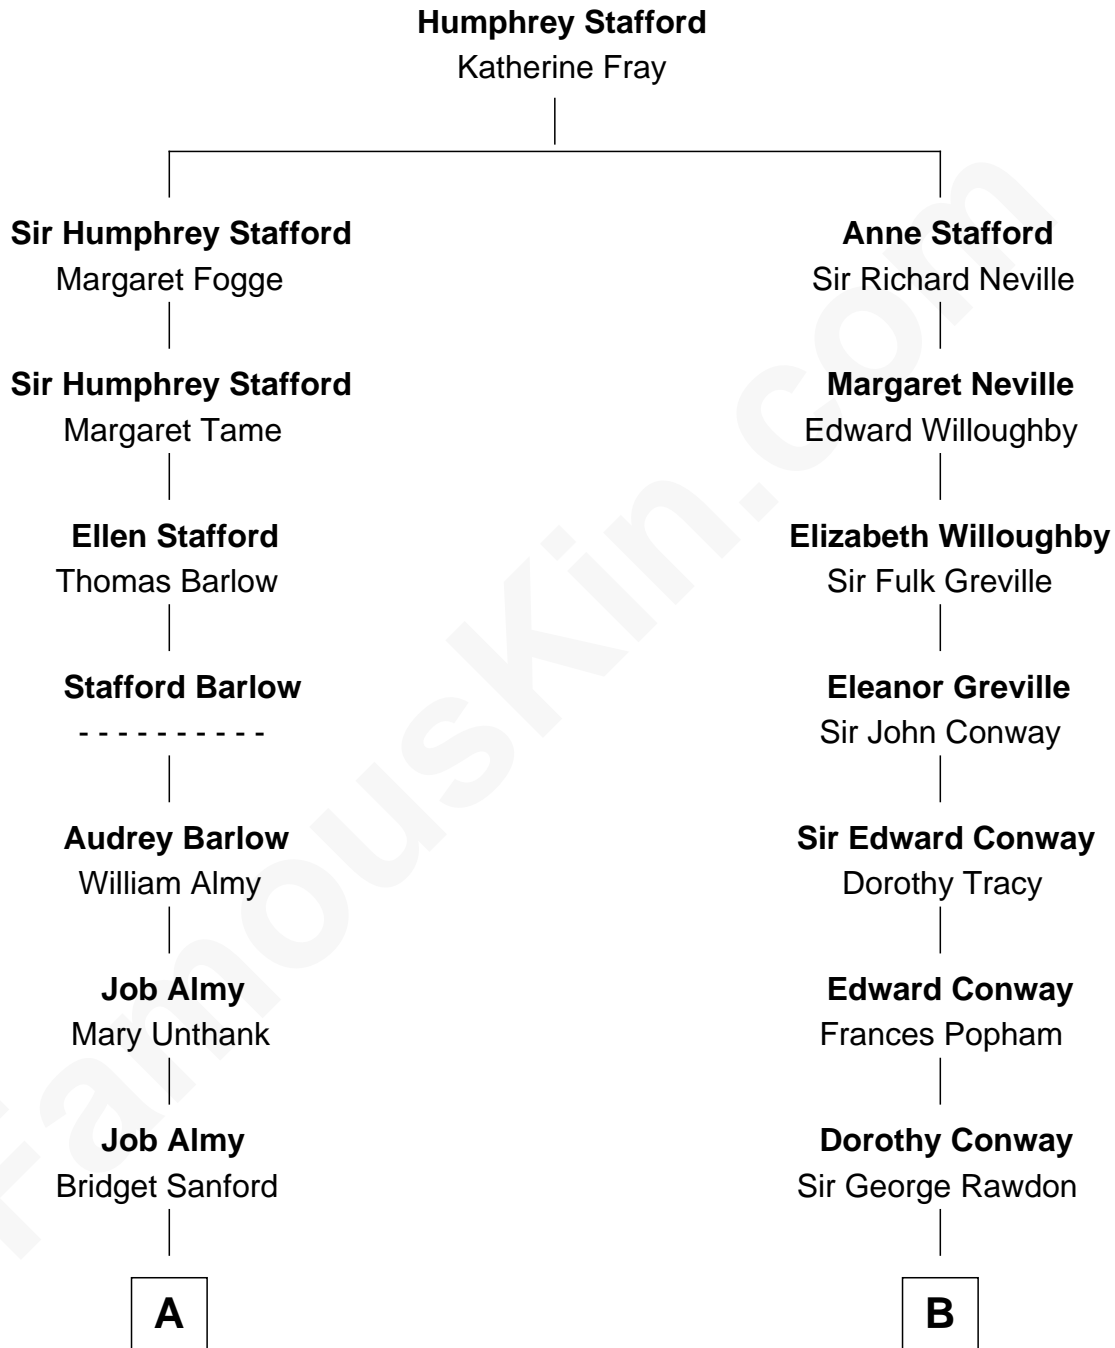 Humphrey Stafford
Katherine Fray
Sir Humphrey Stafford
Margaret Fogge
Sir Humphrey Stafford
Margaret Tame
Ellen Stafford
Thomas Barlow
Stafford Barlow
- - - - - - - - - -
Audrey Barlow
William Almy
Job Almy
Mary Unthank
Job Almy
Bridget Sanford
A
Anne Stafford
Sir Richard Neville
Margaret Neville
Edward Willoughby
Elizabeth Willoughby
Sir Fulk Greville
Eleanor Greville
Sir John Conway
Sir Edward Conway
Dorothy Tracy
Edward Conway
Frances Popham
Dorothy Conway
Sir George Rawdon
B
FamousKin.com